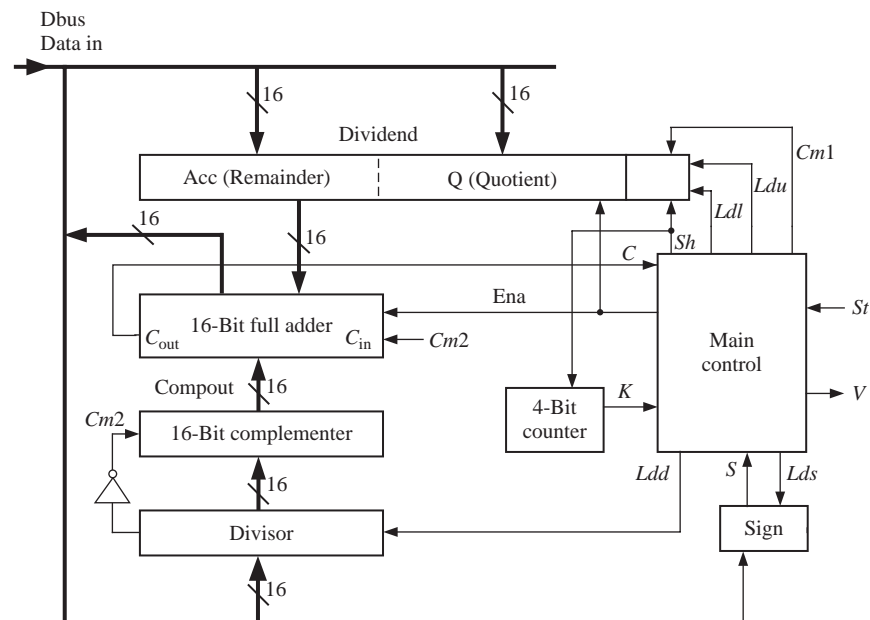 Dbus
Data in
16
16
Dividend
Acc (Remainder)
Q (Quotient)
Cm1
Ldu
Ldl
Sh
16
16
C
Ena
16-Bit full adder
Cout
Cin
Cm2
Main
control
St
V
Compout
16
4-Bit
counter
K
Cm2
16-Bit complementer
16
Ldd
S
Lds
Divisor
Sign
16